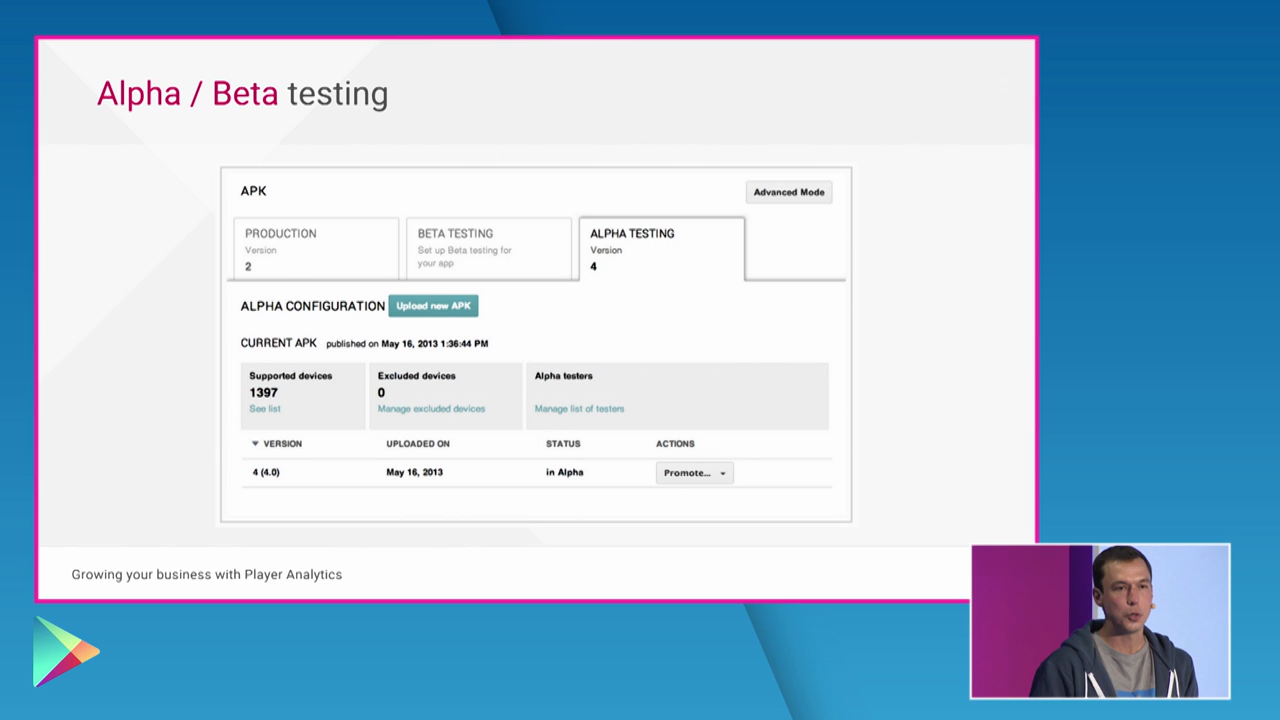 Alpha / Beta testing
APK
Advanced Mode
PRODUCTION
Version
2
BETA TESTING
Set up Beta testing for
your app
ALPHA TESTING
Version
4
ALPHA CONFIGURATION
Upload new APK
CURRENT APK published on May 16, 2013 1:36:44 PM
Supported devices
1397
See list
Excluded devices
0
Manage excluded devices
Alpha testers
Manage list of testers
VERSION UPLOADED ON STATUS ACTIONS
4 (4.0) May 16, 2013 in Alpha Promote...
Growing your business with Player Analytics